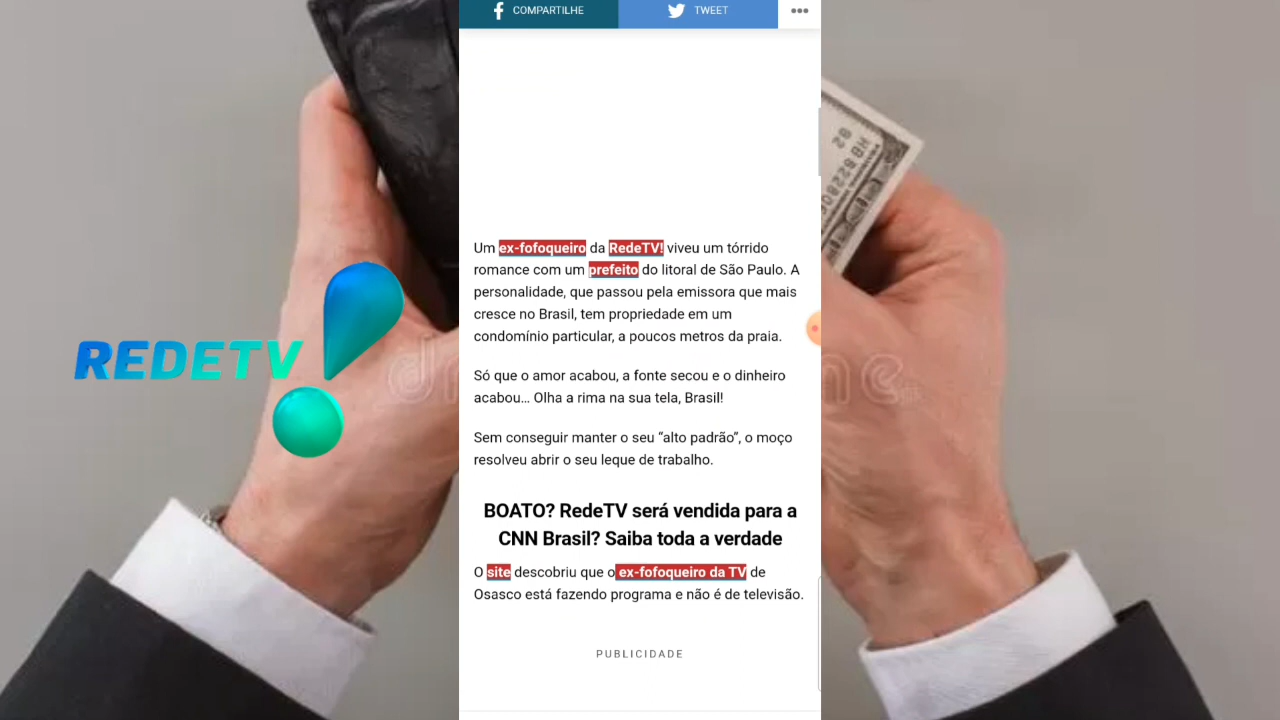 COMPARTILHE
TWEET
Um ex-fofoqueiro da RedeTV! viveu um tórrido
romance com um prefeito do litoral de São Paulo. A
personalidade, que passou pela emissora que mais
cresce no Brasil, tem propriedade em um
condomínio particular, a poucos metros da praia.
REDETV!
Só que o amor acabou, a fonte secou e o dinheiro
acabou… Olha a rima na sua tela, Brasil!
Sem conseguir manter o seu “alto padrão”, o moço
resolveu abrir o seu leque de trabalho.
BOATO? RedeTV será vendida para a
CNN Brasil? Saiba toda a verdade
O site descobriu que o ex-fofoqueiro da TV de
Osasco está fazendo programa e não é de televisão.
PUBLICIDADE